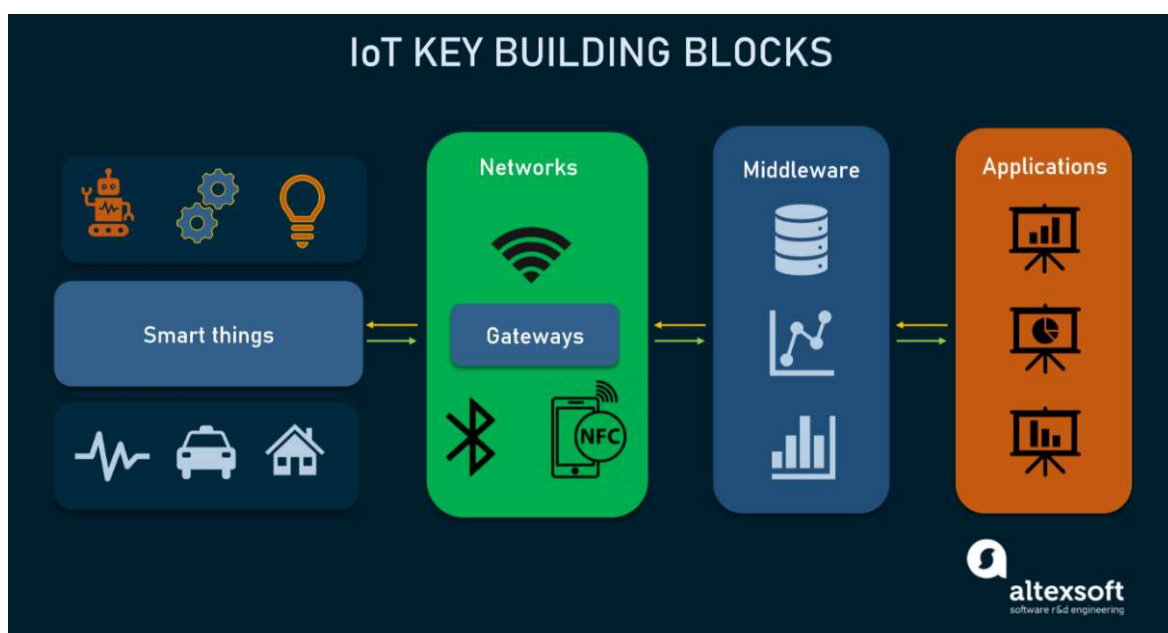 IoT KEY BUILDING BLOCKS
Networks
Middleware
Applications
Smart things
Gateways
NFC
altexsoft
software r&d engineering